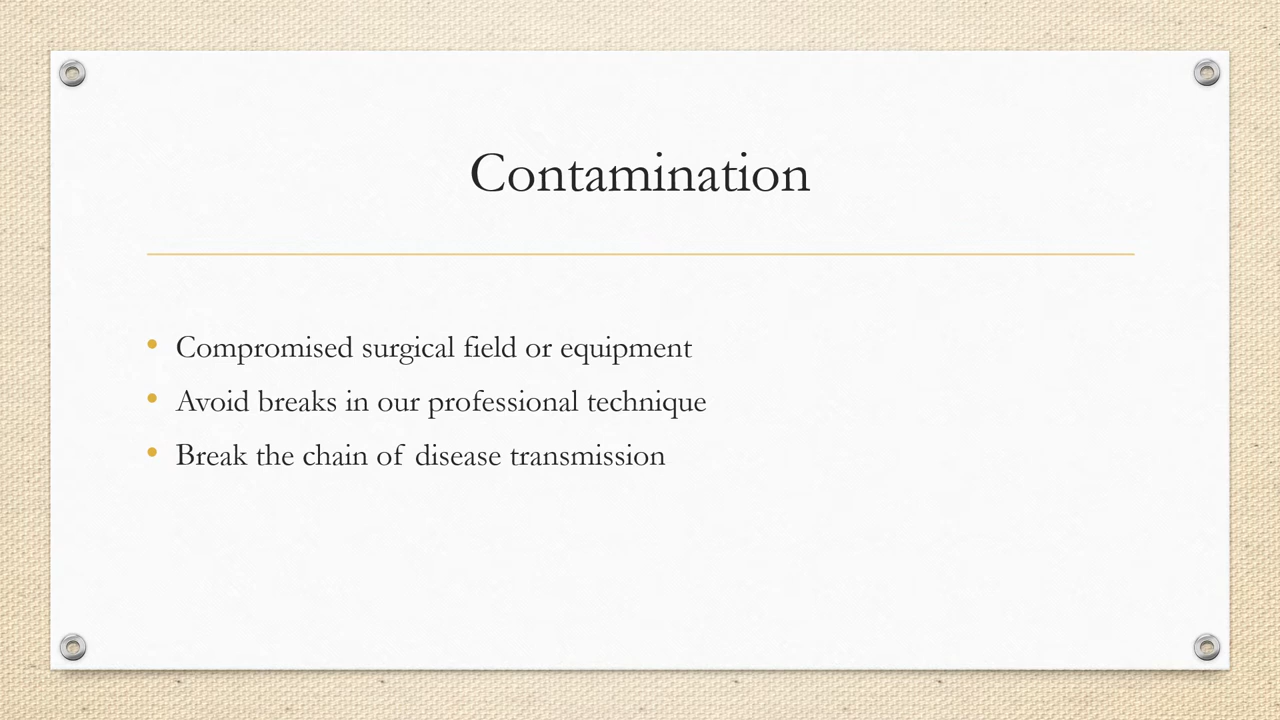 Contamination
• Compromised surgical field or equipment
• Avoid breaks in our professional technique
• Break the chain of disease transmission